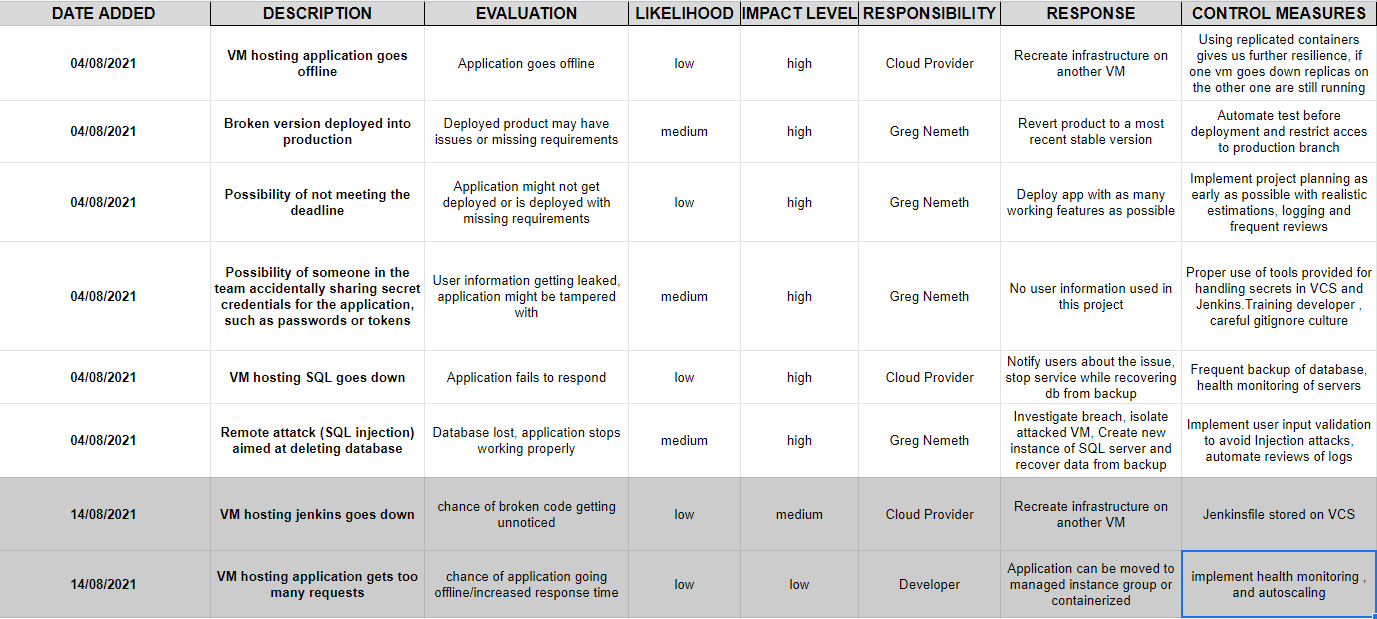 DATE ADDED DESCRIPTION EVALUATION LIKELIHOOD IMPACT LEVEL RESPONSIBILITY RESPONSE CONTROL MEASURES
04/08/2021
VM hosting application goes
offline
Application goes offline
low
high
Cloud Provider
Recreate infrastructure on
another VM
Using replicated containers
gives us further resilience, if
one vm goes down replicas on
the other one are still running
04/08/2021
Broken version deployed into
production
Deployed product may have
issues or missing requirements
medium
high
Greg Nemeth
Revert product to a most
recent stable version
Automate test before
deployment and restrict acces
to production branch
04/08/2021
Possibility of not meeting the
deadline
Application might not get
deployed or is deployed with
missing requirements
low
high
Greg Nemeth
Deploy app with as many
working features as possible
Implement project planning as
early as possible with realistic
estimations, logging and
frequent reviews
04/08/2021
Possibility of someone in the
team accidentally sharing secret
credentials for the application,
such as passwords or tokens
User information getting leaked,
application might be tampered
with
medium
high
Greg Nemeth
No user information used in
this project
Proper use of tools provided for
handling secrets in VCS and
Jenkins.Training developer ,
careful gitignore culture
04/08/2021
VM hosting SQL goes down
Application fails to respond
low
high
Cloud Provider
Notify users about the issue,
stop service while recovering
db from backup
Frequent backup of database,
health monitoring of servers
04/08/2021
Remote attatck (SQL injection)
aimed at deleting database
Database lost, application stops
working properly
medium
high
Greg Nemeth
Investigate breach, isolate
attacked VM, Create new
instance of SQL server and
recover data from backup
Implement user input validation
to avoid Injection attacks,
automate reviews of logs
14/08/2021
VM hosting jenkins goes down
chance of broken code getting
unnoticed
low
medium
Cloud Provider
Recreate infrastructure on
another VM
Jenkinsfile stored on VCS
14/08/2021
VM hosting application gets too
many requests
chance of application going
offline/increased response time
low
low
Developer
Application can be moved to
managed instance group or
containerized
implement health monitoring ,
and autoscaling